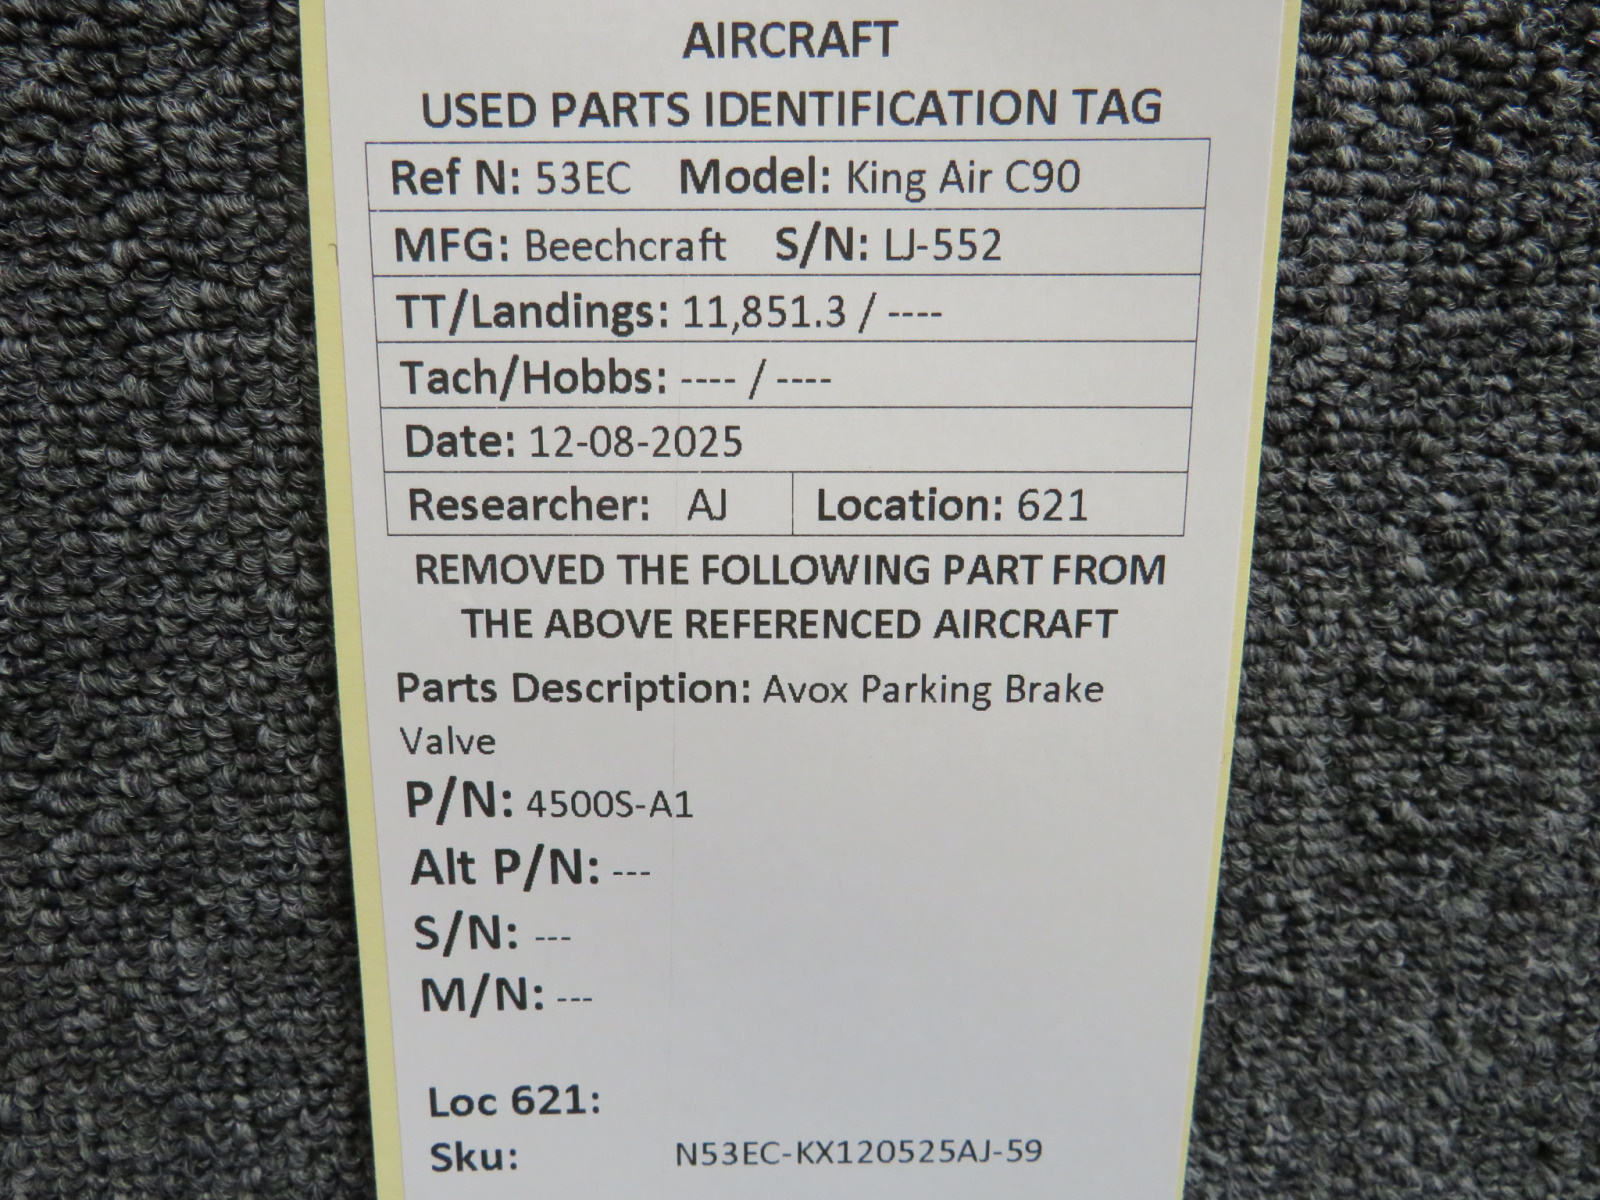 AIRCRAFT
USED PARTS IDENTIFICATION TAG
Ref N: 53EC Model: King Air C90
MFG: Beechcraft S/N: LJ-552
TT/Landings: 11,851.3 / ----
Tach/Hobbs: ---- / ----
Date: 12-08-2025
Researcher: AJ Location: 621
REMOVED THE FOLLOWING PART FROM
THE ABOVE REFERENCED AIRCRAFT
Parts Description: Avox Parking Brake
Valve
P/N: 4500S-A1
Alt P/N: ---
S/N: ---
M/N: ---
Loc 621:
Sku: N53EC-KX120525AJ-59